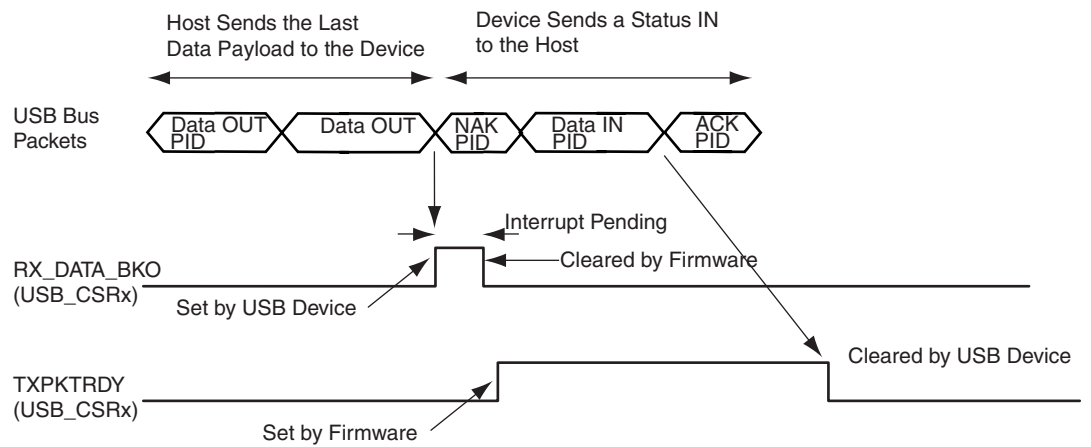 Host Sends the Last
Data Payload to the Device
Device Sends a Status IN
to the Host
USB Bus
Packets
Data OUT
PID
Data OUT
NAK
PID
Data IN
PID
ACK
PID
Interrupt Pending
RX_DATA_BKO
(USB_CSRx)
Cleared by Firmware
Set by USB Device
Cleared by USB Device
TXPKTRDY
(USB_CSRx)
Set by Firmware